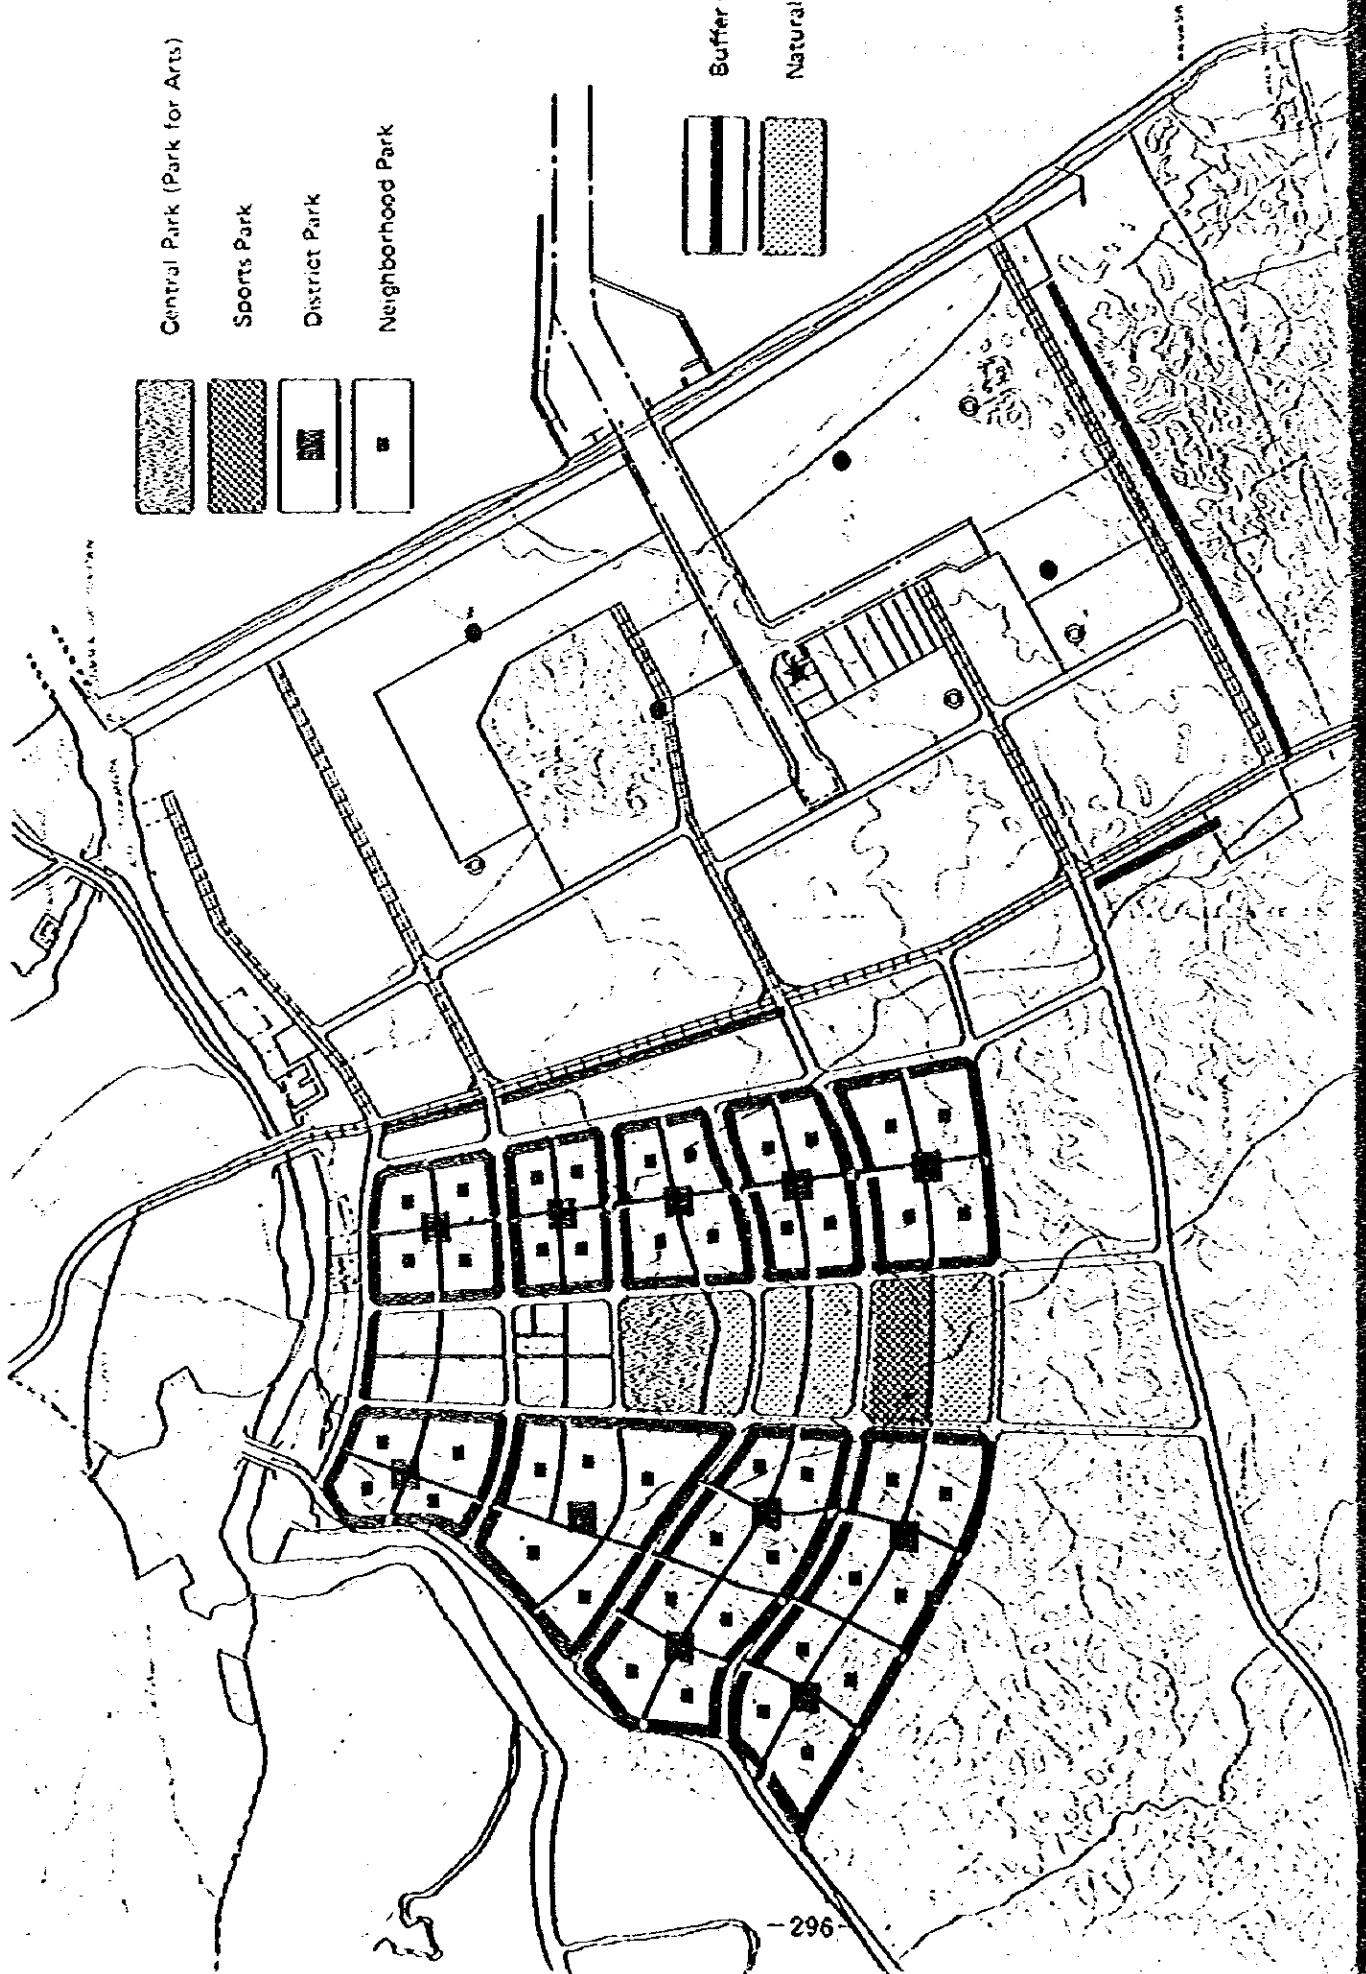 Central Park (Park for Arts)
Sports Park
District Park
Neighborhood Park
Buffer
Natural
-296-